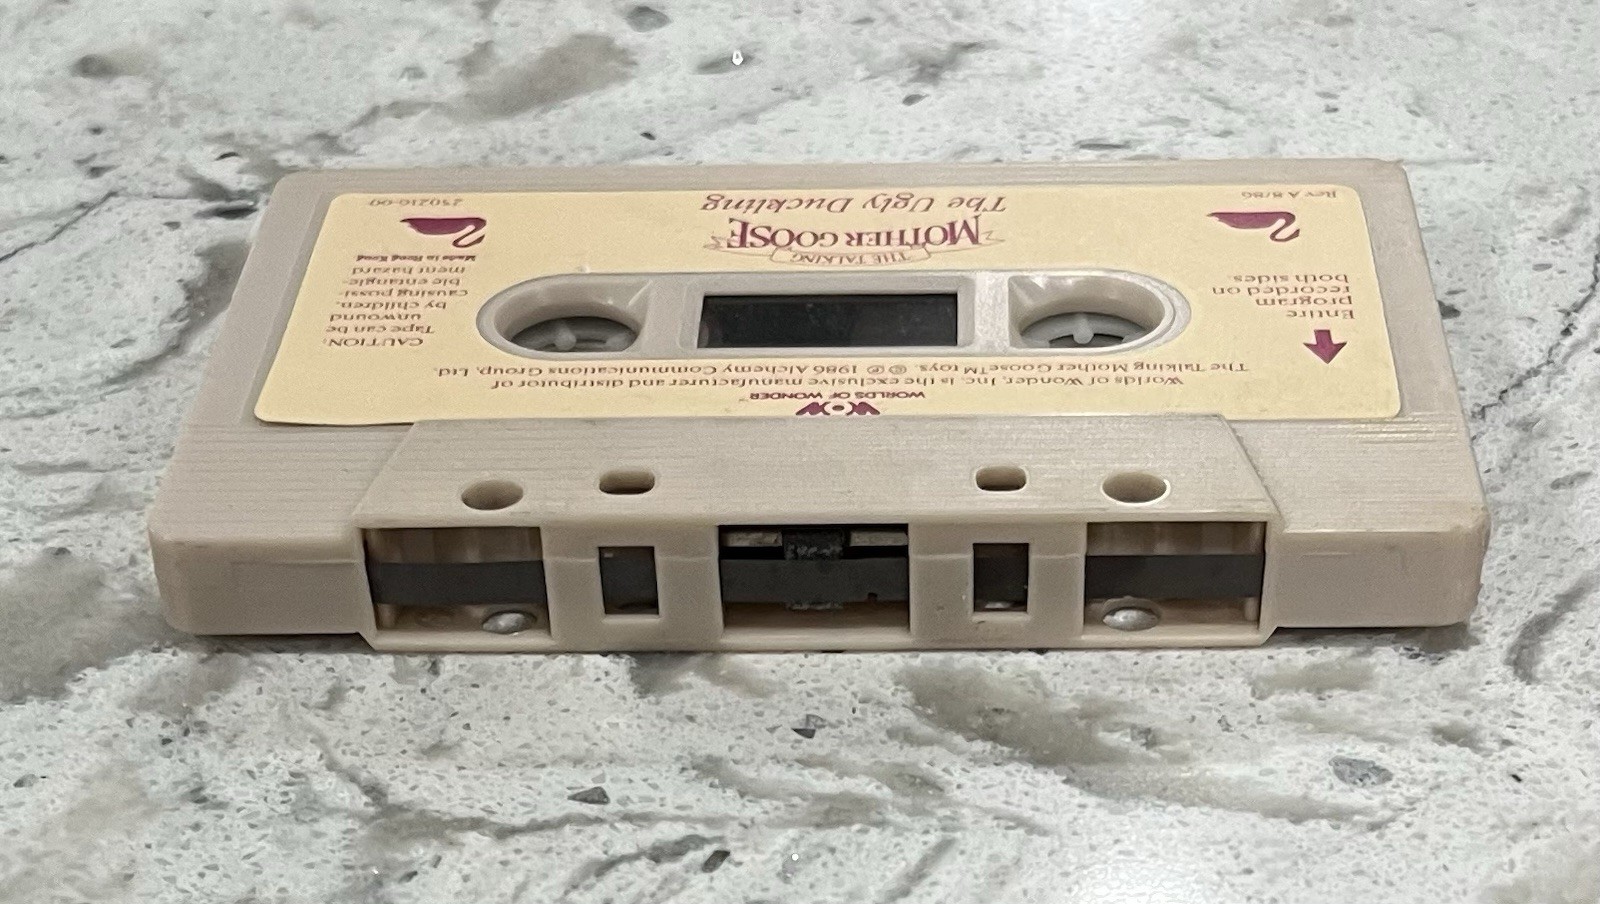 WOW
WORLDS OF WONDER™
Worlds of Wonder, Inc. is the exclusive manufacturer and distributor of
The Talking Mother Goose™ toys. © ℗ 1986 Alchemy Communications Group, Ltd.
Entire
program
recorded on
both sides.
CAUTION:
Tape can be
unwound
by children,
causing possi-
ble entangle-
ment hazard
Made in Hong Kong
THE TALKING
MOTHER GOOSE
The Ugly Duckling
Rev A 8/86